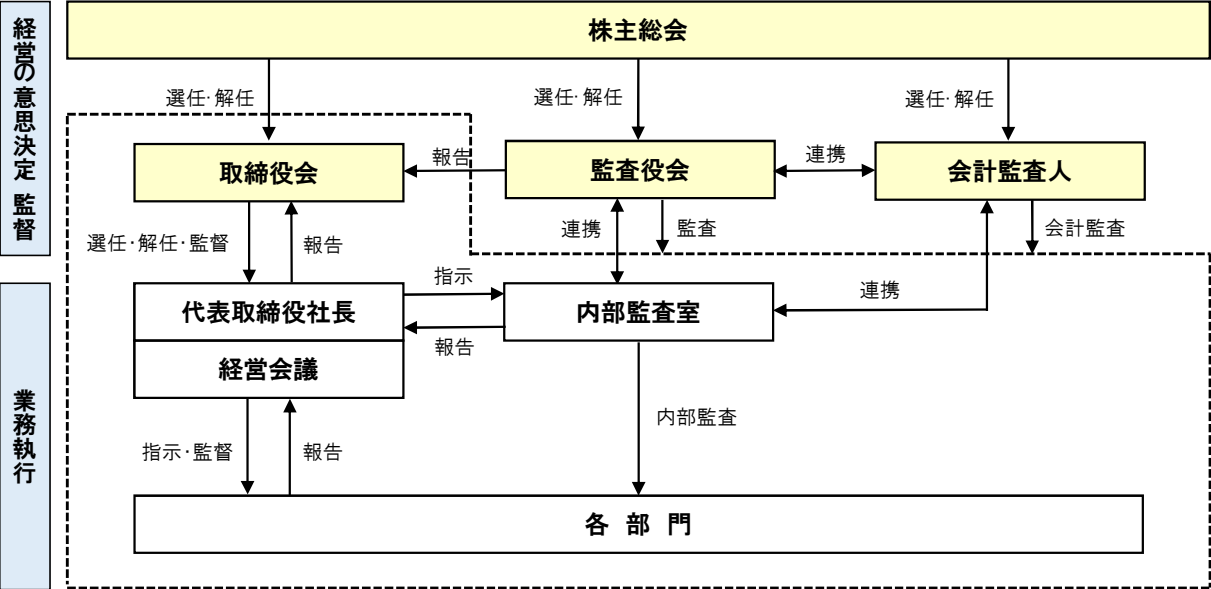 経営の意思決定 監督
株主総会
選任･解任
選任･解任
選任･解任
取締役会
報告
監査役会
連携
会計監査人
選任･解任･監督
報告
連携
監査
会計監査
業務執行
代表取締役社長
指示
報告
内部監査室
連携
経営会議
指示･監督
報告
内部監査
各 部 門